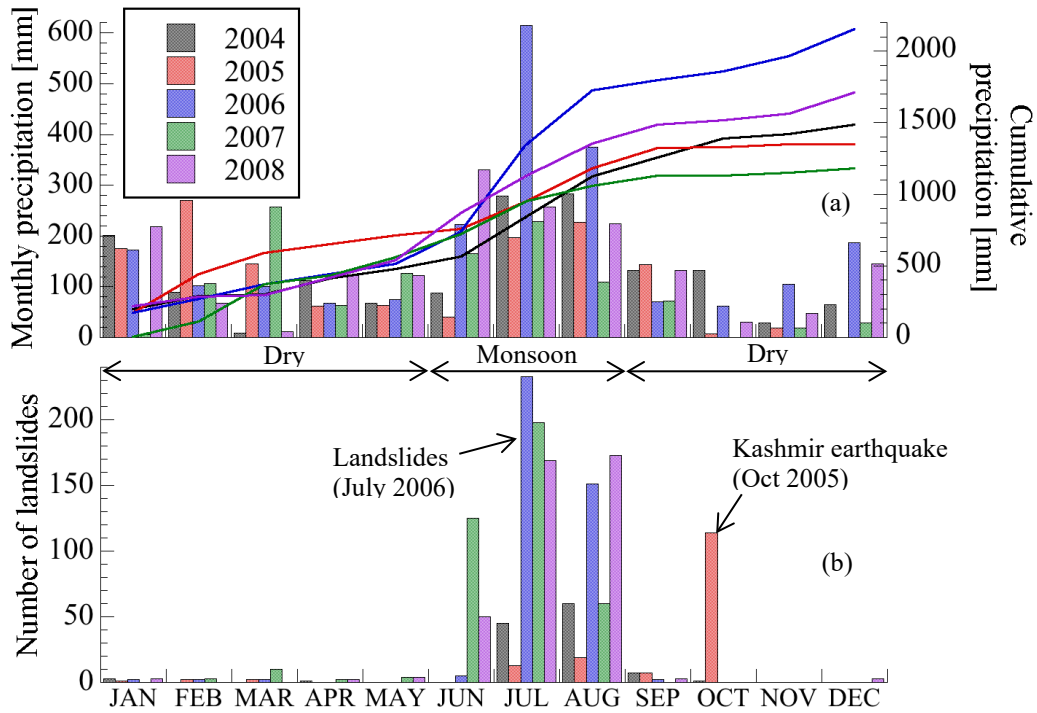 Monthly precipitation [mm]
600
500
400
300
200
100
0
2004
2005
2006
2007
2008
(a)
2000
1500
1000
500
0
Cumulative
precipitation [mm]
Dry
Monsoon
Dry
Number of landslides
200
150
100
50
0
Landslides
(July 2006)
Kashmir earthquake
(Oct 2005)
(b)
JAN FEB MAR APR MAY JUN JUL AUG SEP OCT NOV DEC